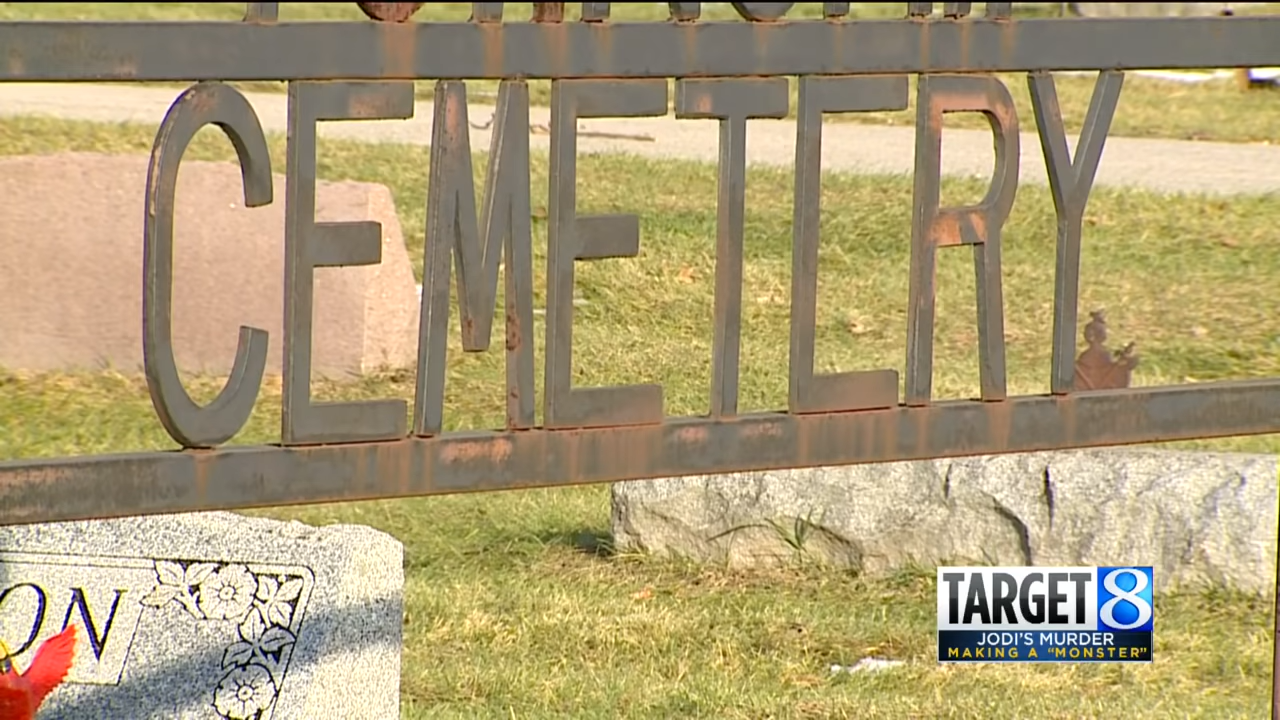 CEMETERY
ON
TARGET 8
JODI'S MURDER
MAKING A "MONSTER"